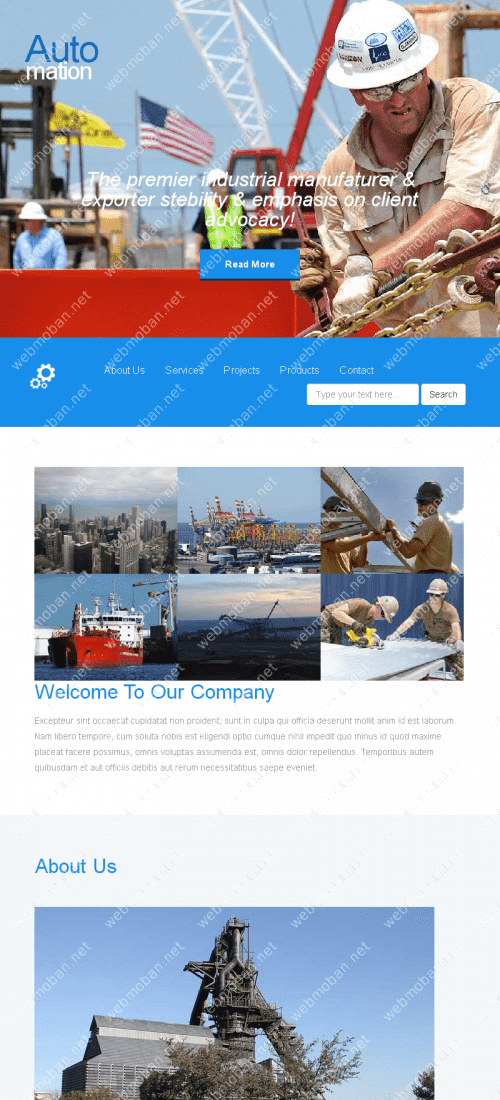 Auto
mation
The premier industrial manufaturer &
exporter stebility & emphasis on client
advocacy!
Read More
About Us Services Projects Products Contact
Type your text here... Search
Welcome To Our Company
Excepteur sint occaecat cupidatat non proident, sunt in culpa qui officia deserunt mollit anim id est laborum.
Nam libero tempore, cum soluta nobis est eligendi optio cumque nihil impedit quo minus id quod maxime
placeat facere possimus, omnis voluptas assumenda est, omnis dolor repellendus. Temporibus autem
quibusdam et aut officiis debitis aut rerum necessitatibus saepe eveniet.
About Us
webmoban.net